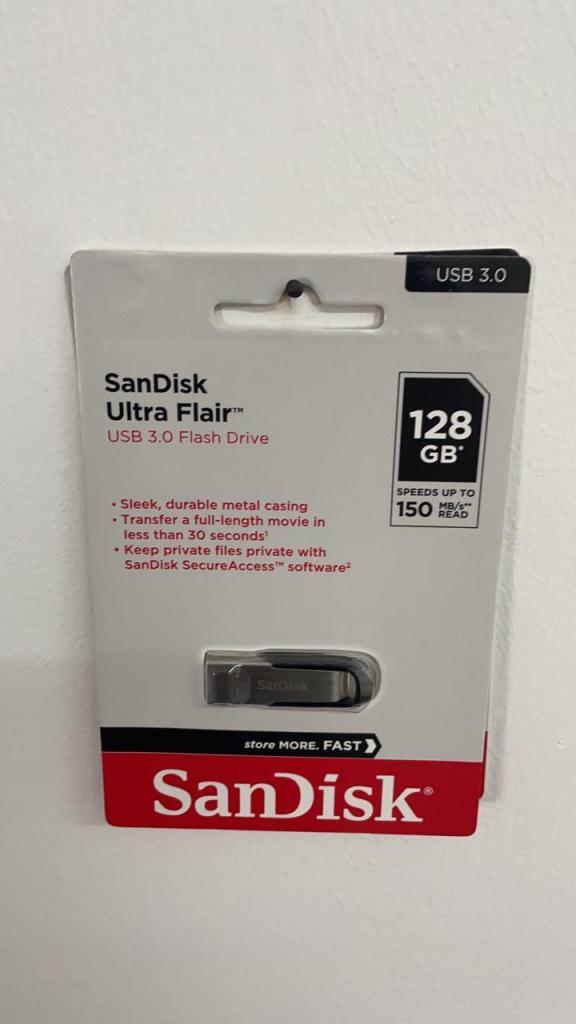 USB 3.0
SanDisk
Ultra Flair™
USB 3.0 Flash Drive
128
GB*
SPEEDS UP TO
150 MB/s**
READ
• Sleek, durable metal casing
• Transfer a full-length movie in
less than 30 seconds¹
• Keep private files private with
SanDisk SecureAccess™ software²
SanDisk
store MORE. FAST
SanDisk®